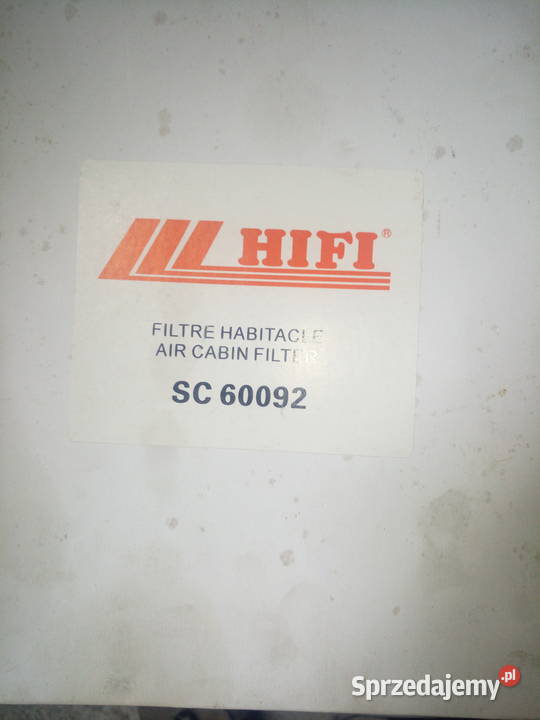 HIFI®
FILTRE HABITACLE
AIR CABIN FILTER
SC 60092
Sprzedajemy.pl